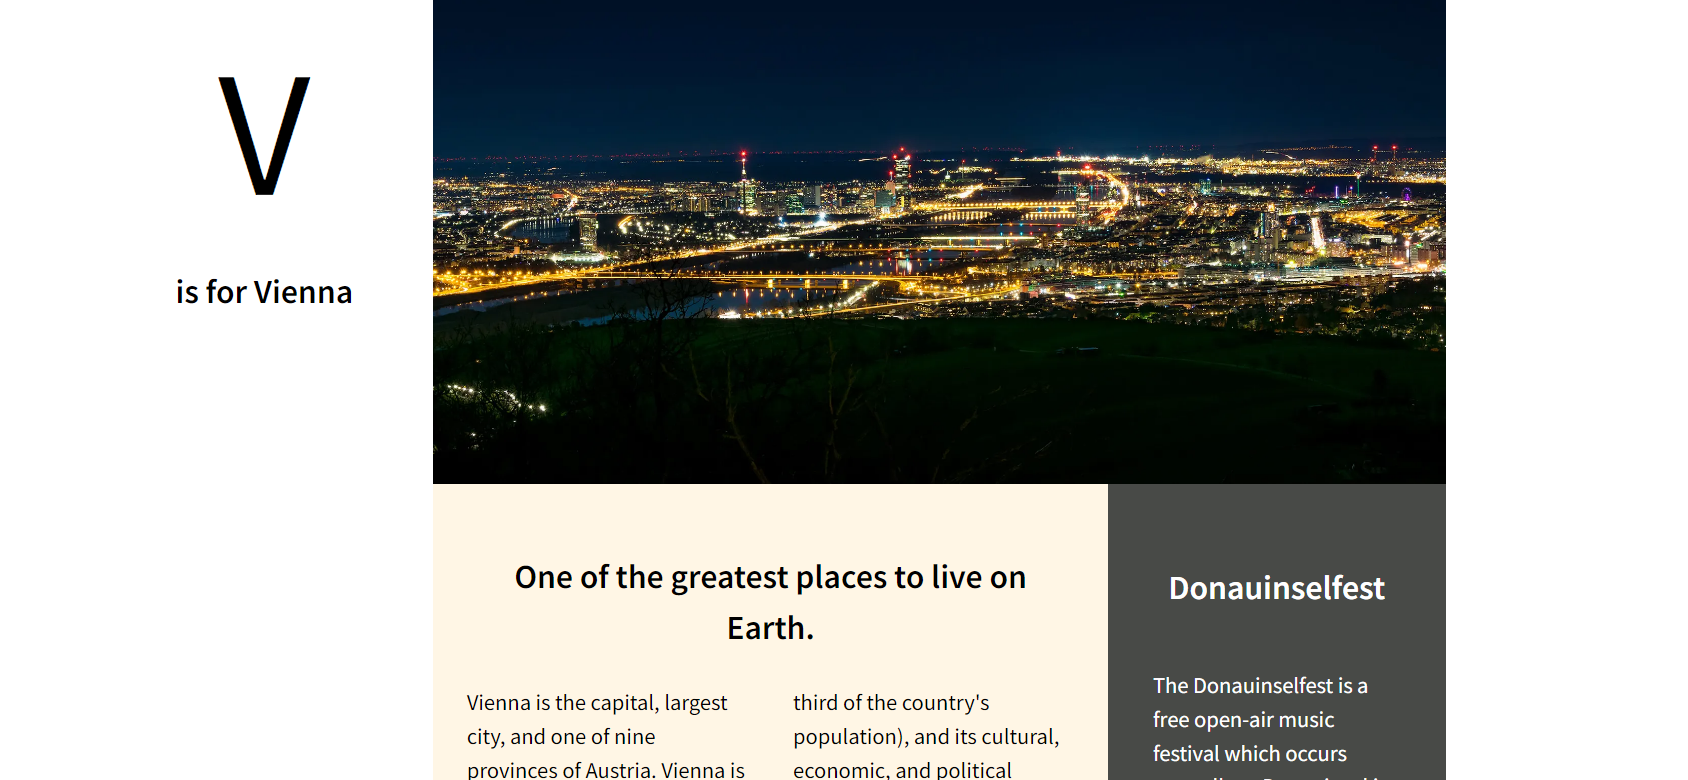 V
is for Vienna
One of the greatest places to live on
Earth.
Vienna is the capital, largest
city, and one of nine
provinces of Austria. Vienna is
third of the country's
population), and its cultural,
economic, and political
Donauinselfest
The Donauinselfest is a
free open-air music
festival which occurs